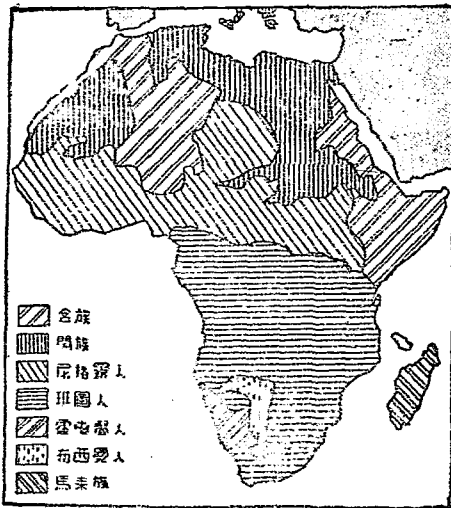 含族
閃族
尼格羅人
班圖人
霍屯督人
布西曼人
馬來族